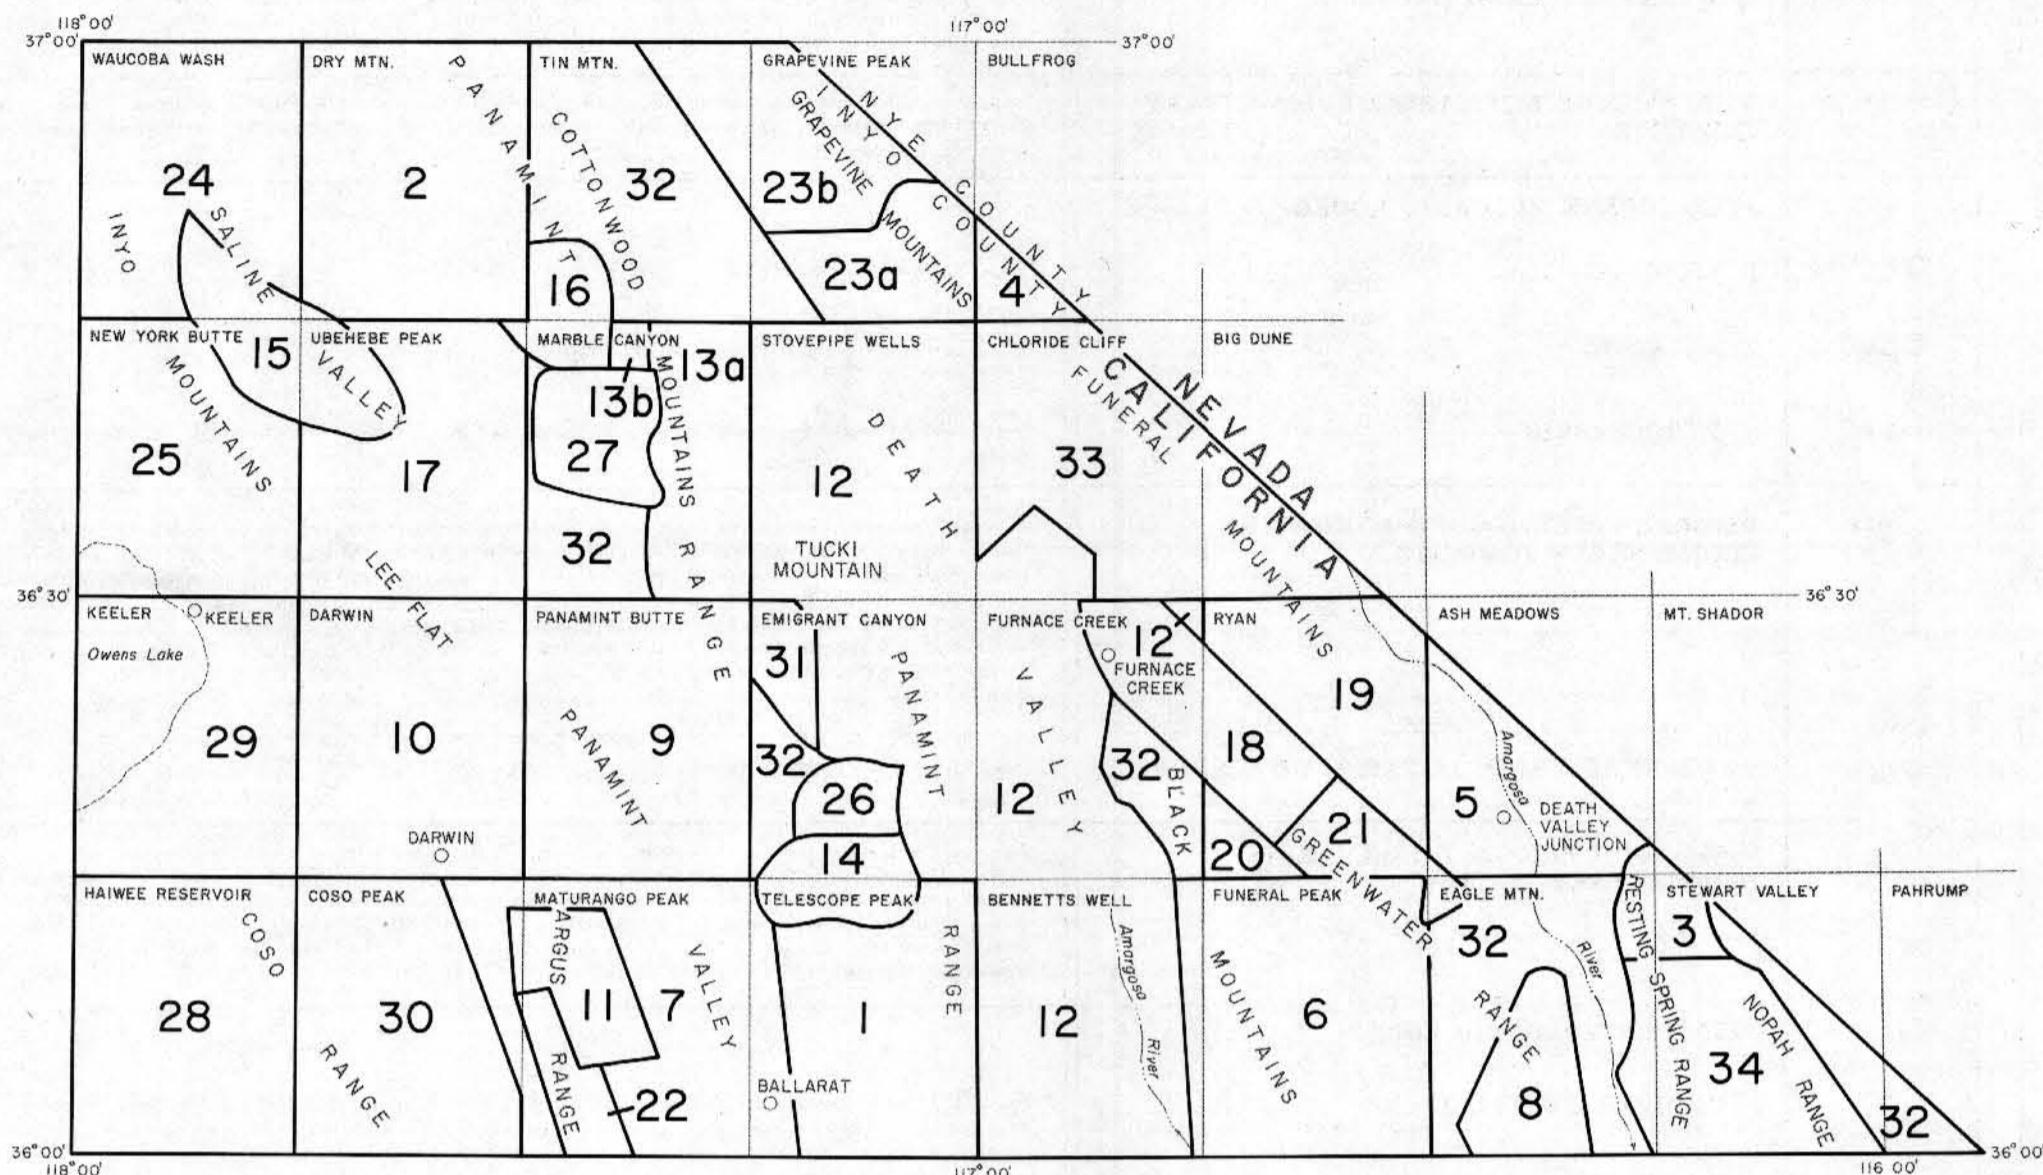 118°00'
117°00'
37°00'
37°00'
WAUCOBA WASH
DRY MTN.
TIN MTN.
GRAPEVINE PEAK
BULLFROG
PANAMINT
COTTONWOOD
NYE COUNTY
INYO COUNTY
GRAPEVINE
MOUNTAINS
24
2
32
23b
INYO
SALINE
16
23a
4
NEW YORK BUTTE
UBEHEBE PEAK
MARBLE CANYON
STOVEPIPE WELLS
CHLORIDE CLIFF
BIG DUNE
15
VALLEY
MOUNTAINS
MOUNTAINS
13a
13b
FUNERAL
CALIFORNIA
NEVADA
25
17
27
12
DEATH
33
MOUNTAINS
LEE FLAT
32
RANGE
TUCKI
MOUNTAIN
36°30'
36°30'
KEELER
KEELER
DARWIN
PANAMINT BUTTE
EMIGRANT CANYON
FURNACE CREEK
RYAN
ASH MEADOWS
MT. SHADOR
Owens Lake
31
PANAMINT
VALLEY
12
FURNACE
CREEK
19
29
10
PANAMINT
9
32
26
12
32
BLACK
18
21
5
Amargosa
DEATH
VALLEY
JUNCTION
DARWIN
14
20
GREENWATER
HAIWEE RESERVOIR
COSO PEAK
MATURANGO PEAK
TELESCOPE PEAK
BENNETTS WELL
FUNERAL PEAK
EAGLE MTN.
STEWART VALLEY
PAHRUMP
COSO
ARGUS
VALLEY
RANGE
Amargosa
MOUNTAINS
32
River
RESTING SPRING RANGE
3
28
30
11
7
1
12
6
RANGE
34
NOPAH
RANGE
RANGE
RANGE
22
BALLARAT
River
8
32
36°00'
36°00'
118°00'
117°00'
116 00'